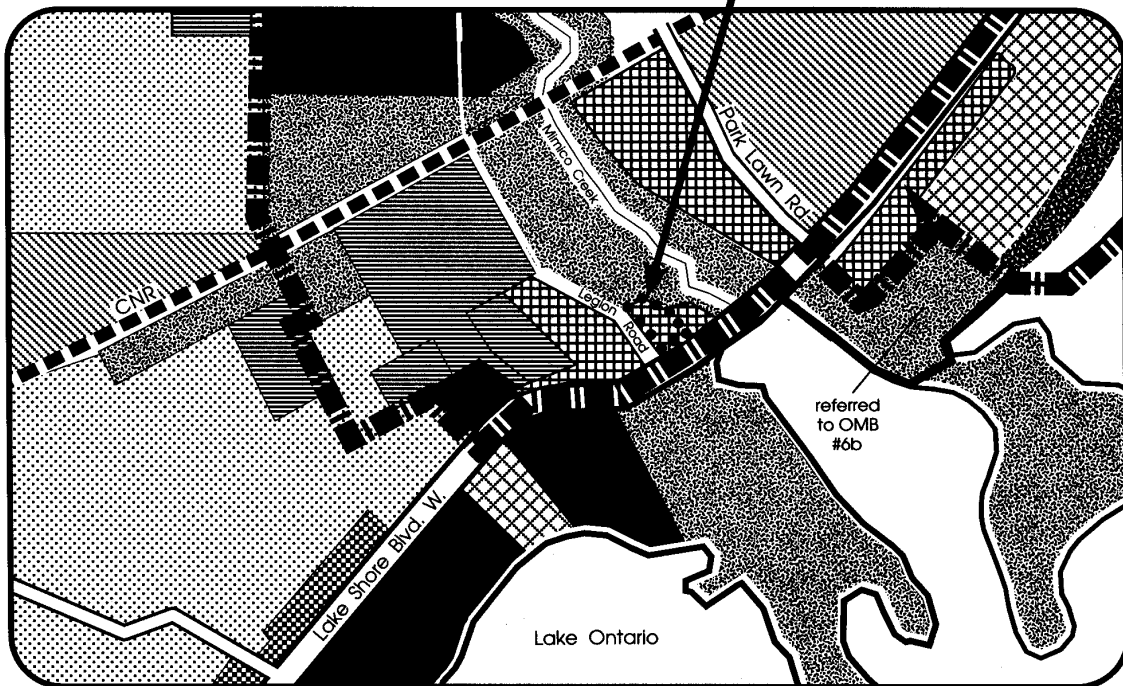 Park Lawn Rd.
Mimico Creek
CNR
Legion Road
referred
to OMB
#6b
Lake Shore Blvd. W.
Lake Ontario